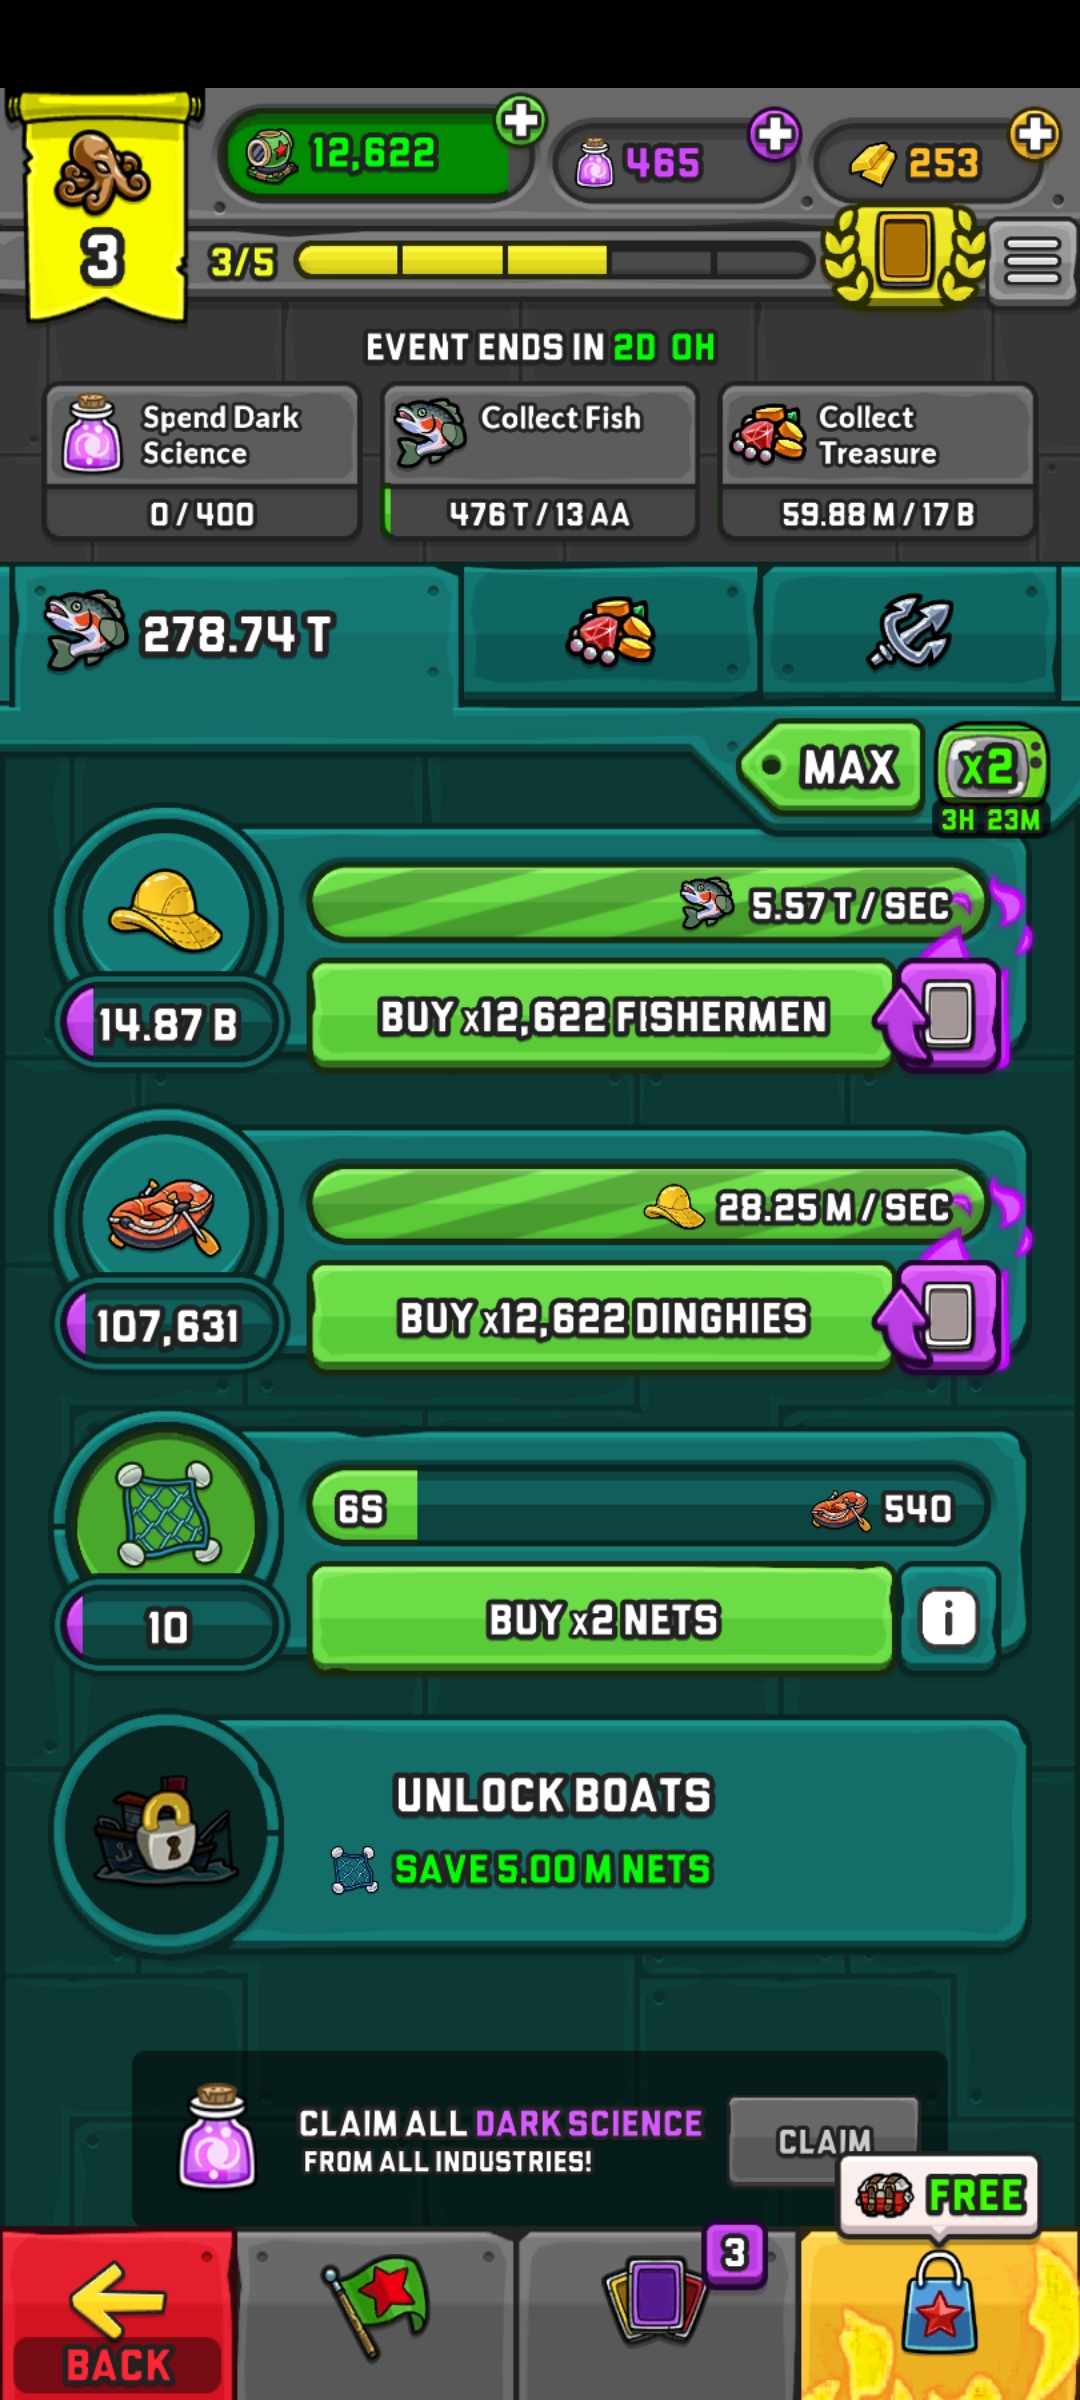 3
12,622
465
253
3/5
EVENT ENDS IN 2D 0H
Spend Dark
Science
0 / 400
Collect Fish
476 T / 13 AA
Collect
Treasure
59.88 M / 17 B
278.74 T
MAX
x2
3H 23M
5.57 T / SEC
14.87 B
BUY x12,622 FISHERMEN
28.25 M / SEC
107,631
BUY x12,622 DINGHIES
6S
540
10
BUY x2 NETS
i
UNLOCK BOATS
SAVE 5.00 M NETS
CLAIM ALL DARK SCIENCE
FROM ALL INDUSTRIES!
CLAIM
FREE
3
BACK